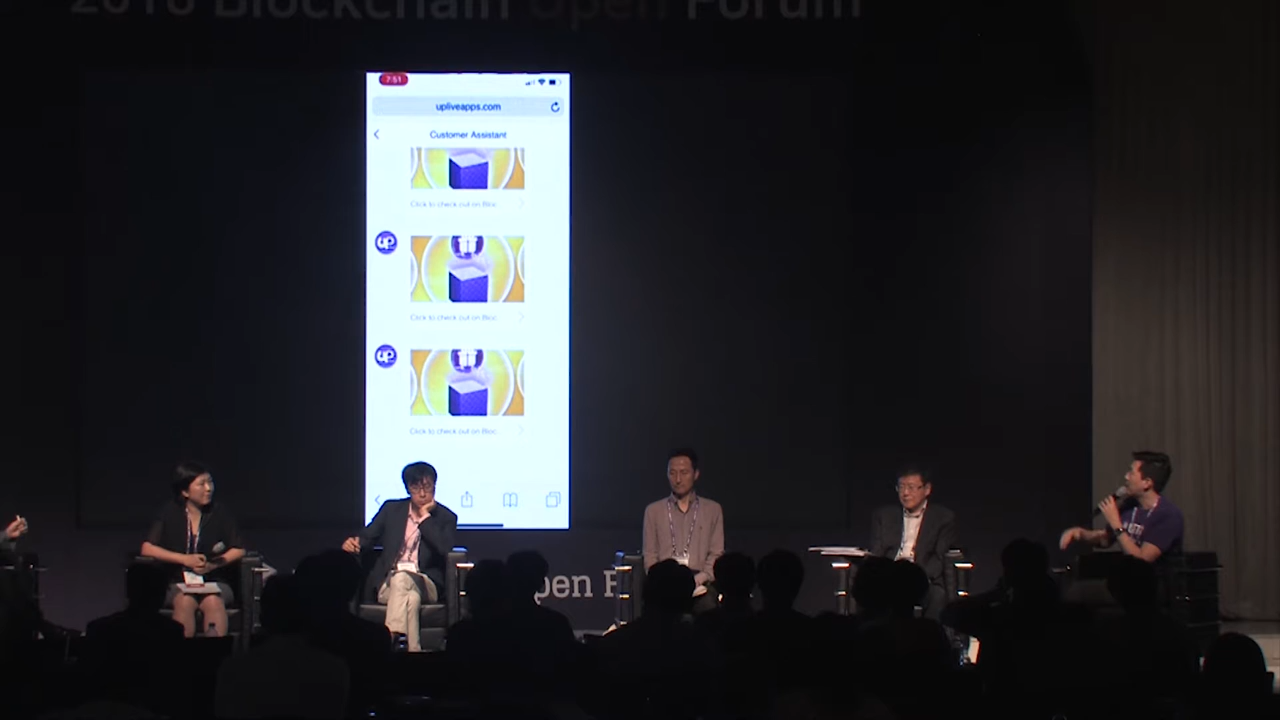 2018 Blockchain Open Forum
7:51
upliveapps.com
Customer Assistant
Click to check out on Bloc
up
Click to check out on Bloc
up
Click to check out on Bloc...
pen F